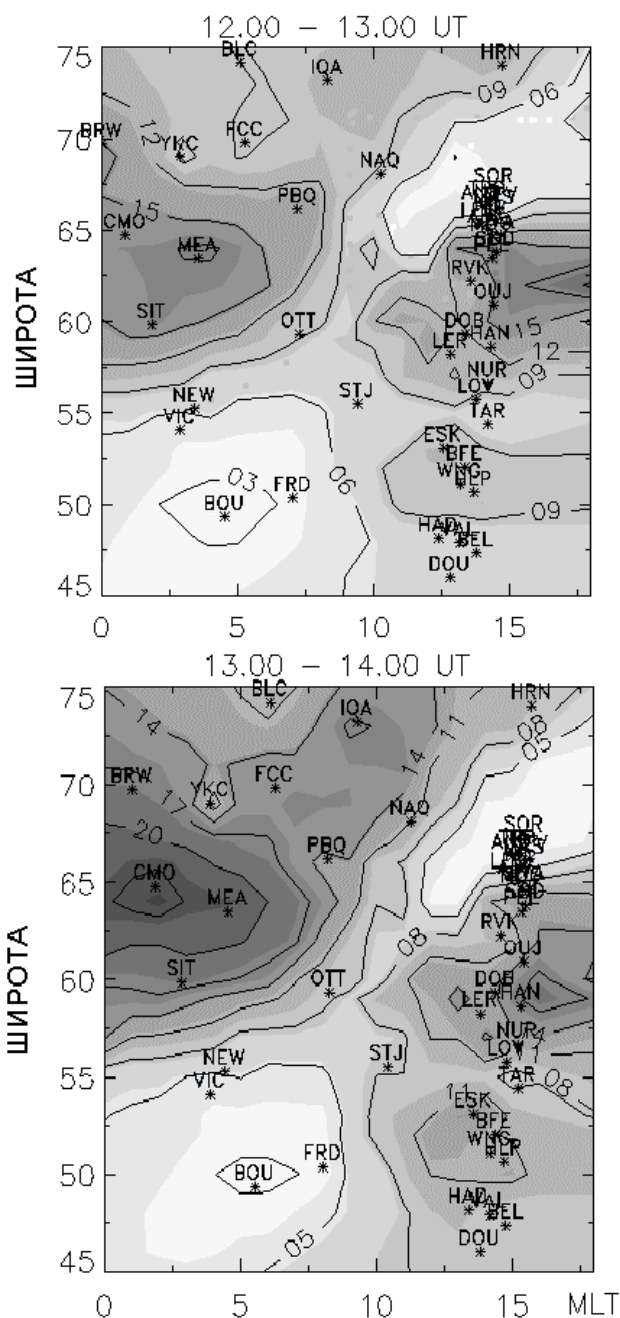 12.00 – 13.00 UT
75
BLC
HRN
IQA
09
06
70
BRW
12
YKC
FCC
NAQ
SOR
PBQ
15
65
CMO
MEA
RVK
OUJ
SIT
60
OTT
DOB
HAN
15
LER
12
NUR
09
LOV
55
NEW
STJ
VIC
TAR
ESK
BFE
WNG
03
06
FRD
50
BOU
09
HAD
BEL
DOU
45
0
5
10
15
ШИРОТА
13.00 – 14.00 UT
75
BLC
HRN
IQA
14
11
08
05
14
70
BRW
YKC
FCC
17
NAQ
20
SOR
PBQ
65
CMO
MEA
RVK
08
OUJ
SIT
60
OTT
DOB
HAN
LER
NUR
STJ
LOV
55
NEW
TAR
08
VIC
11
ESK
BFE
WNG
FRD
50
BOU
HAD
BEL
05
DOU
45
0
5
10
15
MLT
ШИРОТА